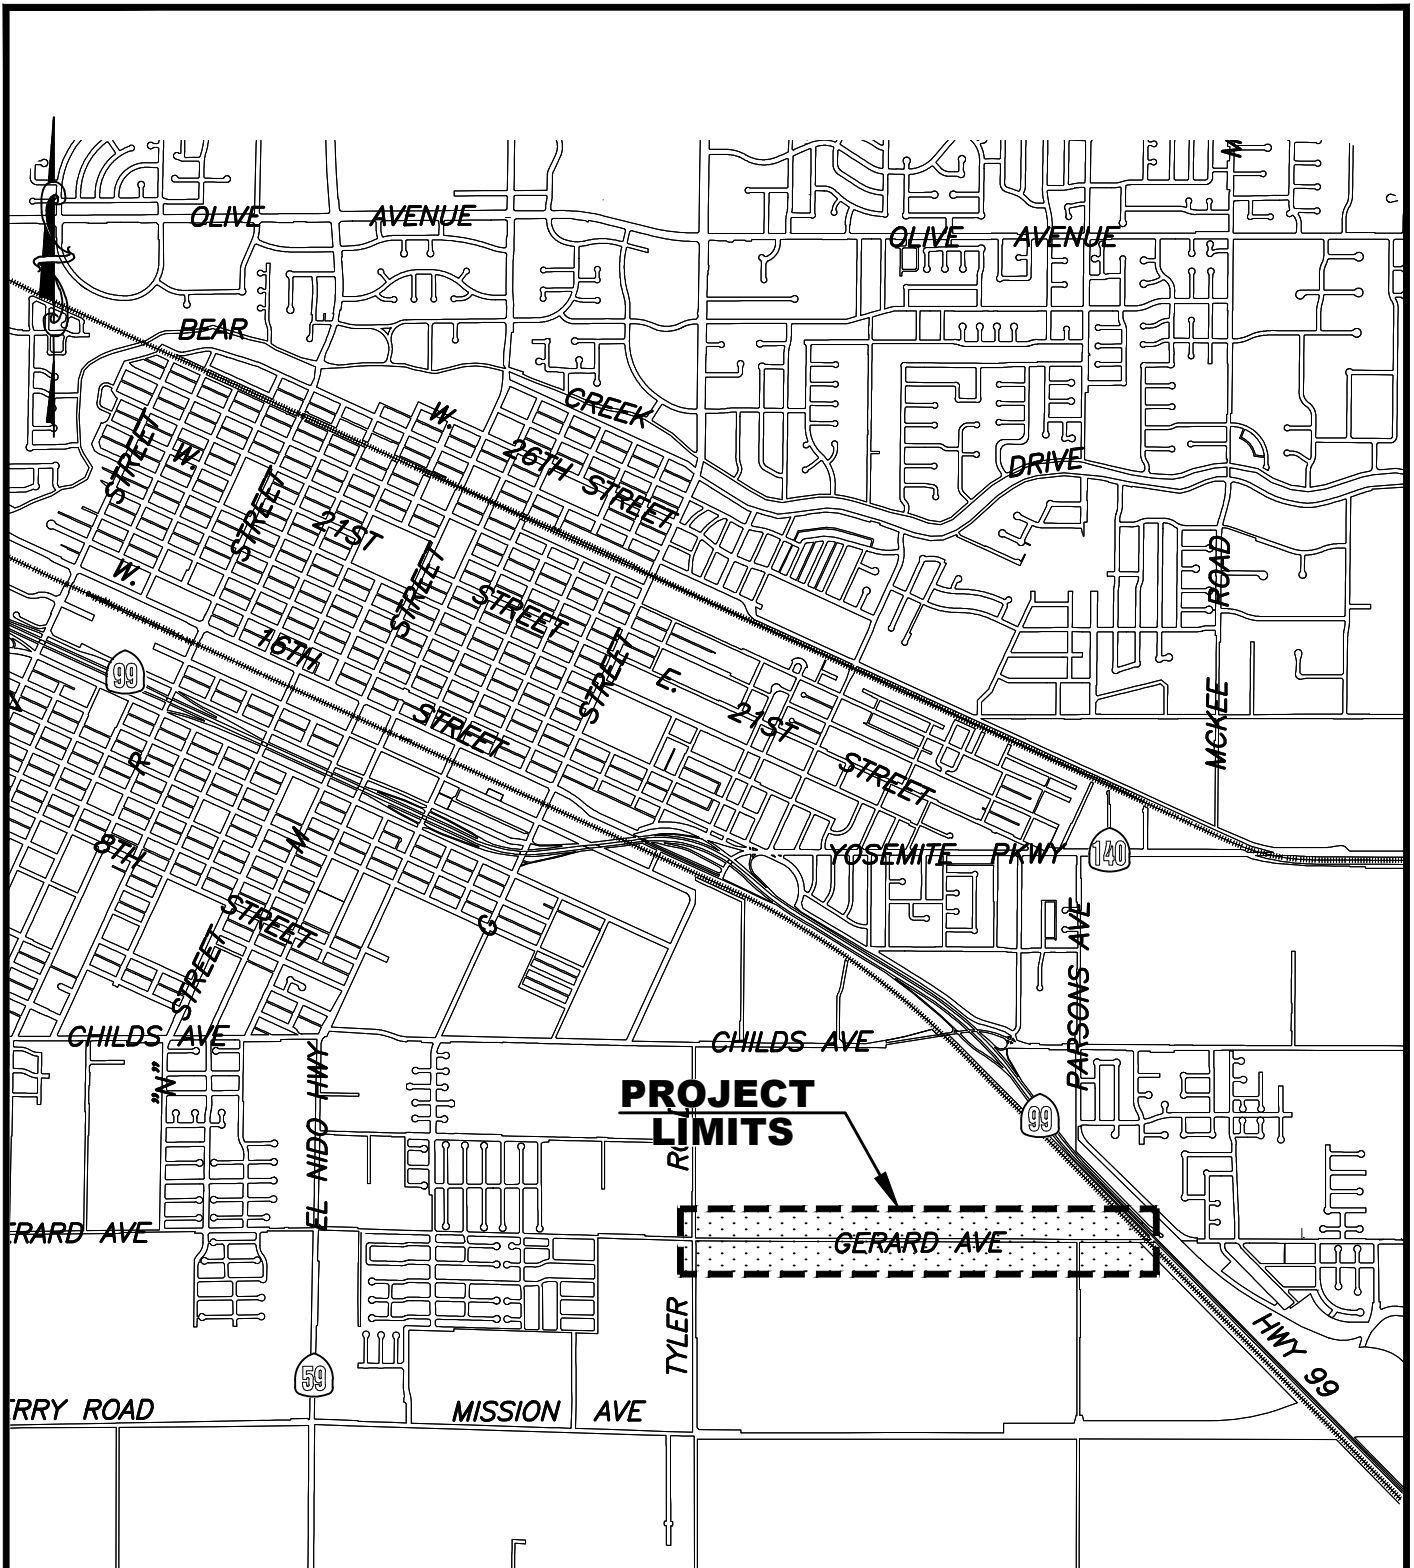 M
OLIVE AVENUE
OLIVE AVENUE
BEAR
CREEK
DRIVE
W. 26TH STREET
STREET
W. 21ST STREET
STREET
STREET
STREET
W. 16TH STREET
E. 21ST STREET
99
R
M
G
8TH STREET
STREET
"N"
MCKEE ROAD
YOSEMITE PKWY
140
PARSONS AVE
CHILDS AVE
CHILDS AVE
EL NIDO HWY
PROJECT
LIMITS
99
ERARD AVE
GERARD AVE
TYLER
HWY 99
59
RRY ROAD
MISSION AVE